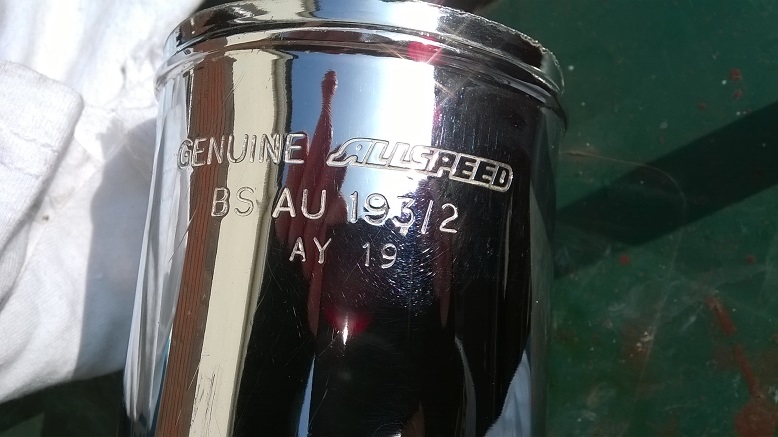 GENUINE ALLSPEED
BS AU 193/2
AY 19